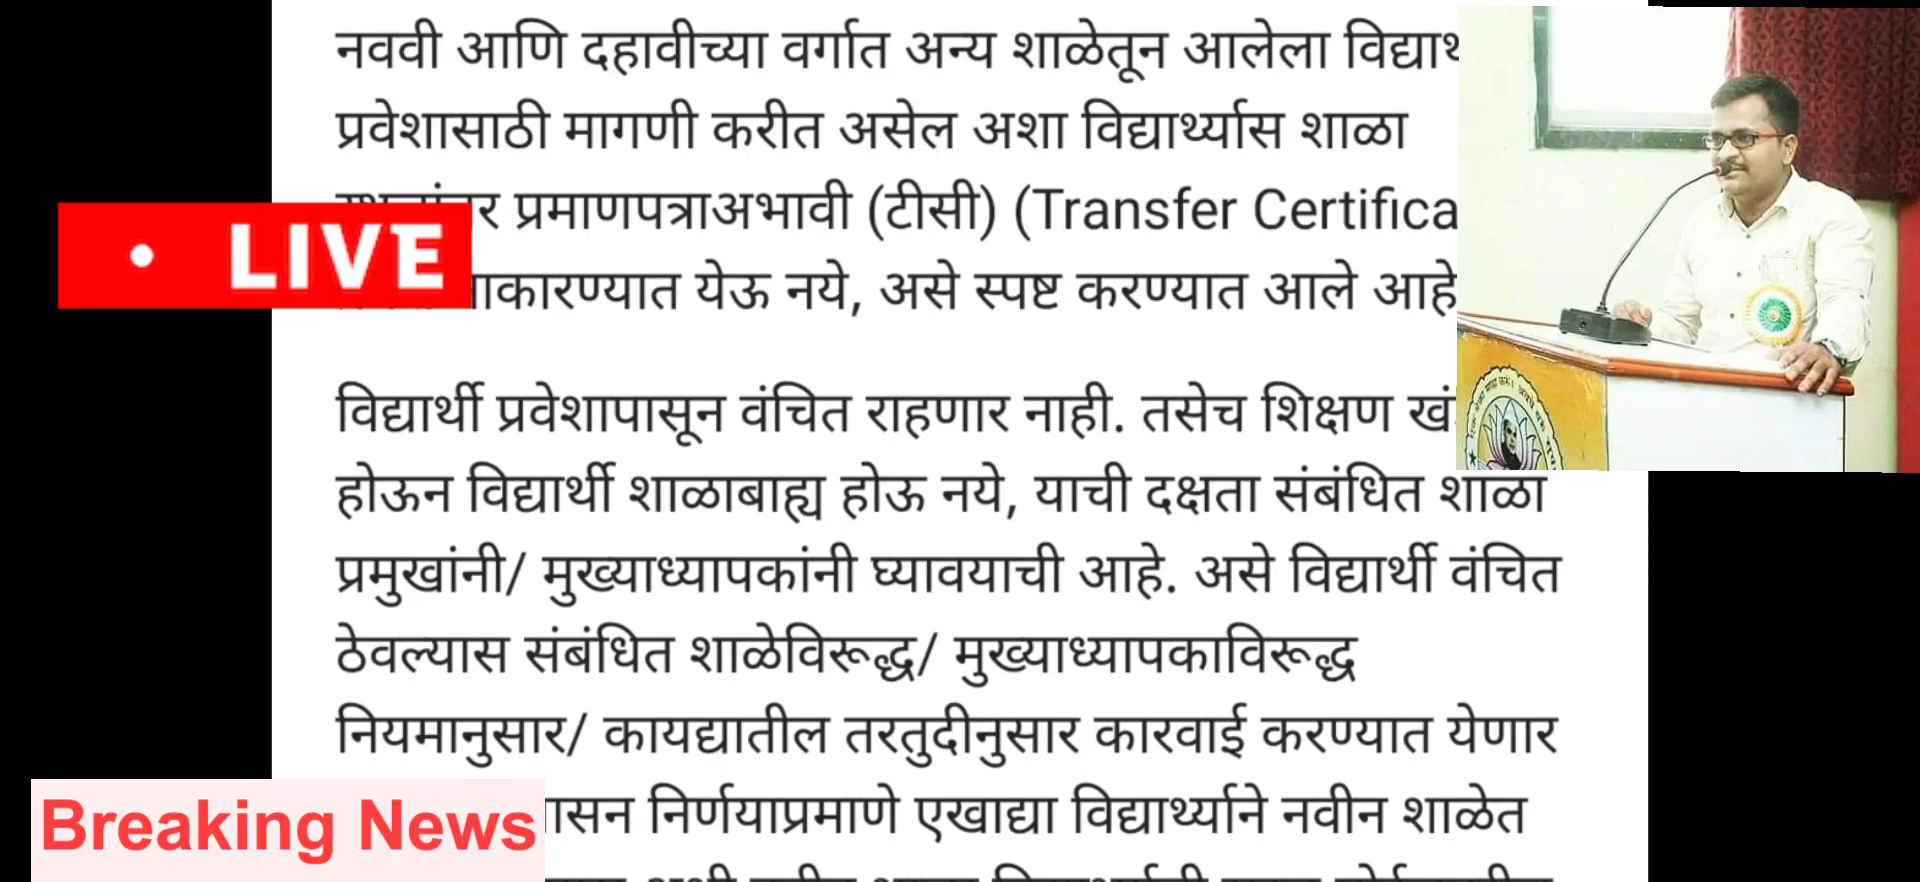 नववी आणि दहावीच्या वर्गात अन्य शाळेतून आलेला
प्रवेशासाठी मागणी करीत असेल अशा विद्यार्थ्यास शाळा
प्रमाणपत्राअभावी (टीसी) (Transfer Certifica
LIVE
येऊ नये, असे स्पष्ट करण्यात आले आहे
विद्यार्थी प्रवेशापासून वंचित राहणार नाही. तसेच शिक्षण
होऊन विद्यार्थी शाळाबाह्य होऊ नये, याची दक्षता संबंधित शाळा
प्रमुखांनी/ मुख्याध्यापकांनी घ्यावयाची आहे. असे विद्यार्थी वंचित
ठेवल्यास संबंधित शाळेविरूद्ध/ मुख्याध्यापकाविरूद्ध
नियमानुसार/ कायद्यातील तरतुदीनुसार कारवाई करण्यात येणार
Breaking News
निर्णयाप्रमाणे एखाद्या विद्यार्थ्याने नवीन शाळेत